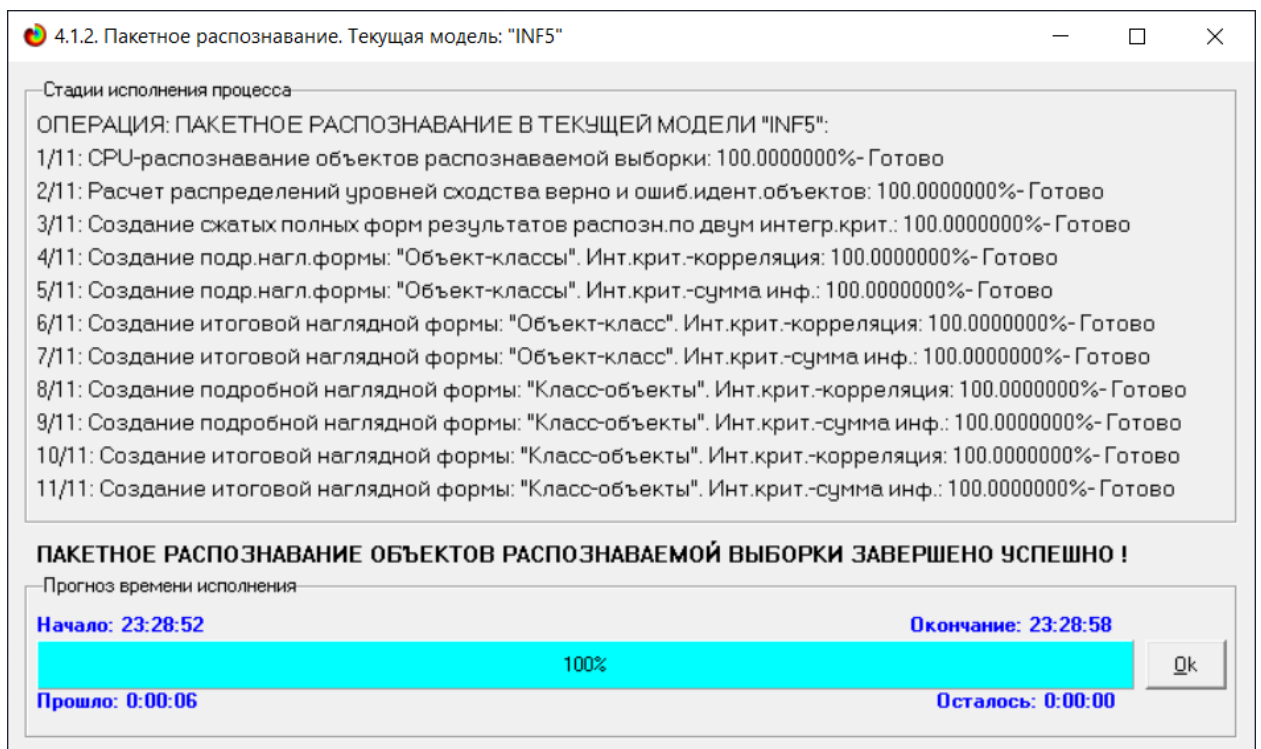 4.1.2. Пакетное распознавание. Текущая модель: "INF5"
Стадии исполнения процесса
ОПЕРАЦИЯ: ПАКЕТНОЕ РАСПОЗНАВАНИЕ В ТЕКУЩЕЙ МОДЕЛИ "INF5":
1/11: CPU-распознавание объектов распознаваемой выборки: 100.0000000%- Готово
2/11: Расчет распределений уровней сходства верно и ошиб.идент.объектов: 100.0000000%- Готово
3/11: Создание сжатых полных форм результатов распозн.по двум интегр.крит.: 100.0000000%- Готово
4/11: Создание подр.нагл.формы: "Объект-классы". Инт.крит.-корреляция: 100.0000000%- Готово
5/11: Создание подр.нагл.формы: "Объект-классы". Инт.крит.-сумма инф.: 100.0000000%- Готово
6/11: Создание итоговой наглядной формы: "Объект-класс". Инт.крит.-корреляция: 100.0000000%- Готово
7/11: Создание итоговой наглядной формы: "Объект-класс". Инт.крит.-сумма инф.: 100.0000000%- Готово
8/11: Создание подробной наглядной формы: "Класс-объекты". Инт.крит.-корреляция: 100.0000000%- Готово
9/11: Создание подробной наглядной формы: "Класс-объекты". Инт.крит.-сумма инф.: 100.0000000%- Готово
10/11: Создание итоговой наглядной формы: "Класс-объекты". Инт.крит.-корреляция: 100.0000000%- Готово
11/11: Создание итоговой наглядной формы: "Класс-объекты". Инт.крит.-сумма инф.: 100.0000000%- Готово
ПАКЕТНОЕ РАСПОЗНАВАНИЕ ОБЪЕКТОВ РАСПОЗНАВАЕМОЙ ВЫБОРКИ ЗАВЕРШЕНО УСПЕШНО !
Прогноз времени исполнения
Начало: 23:28:52 Окончание: 23:28:58
100% Ok
Прошло: 0:00:06 Осталось: 0:00:00